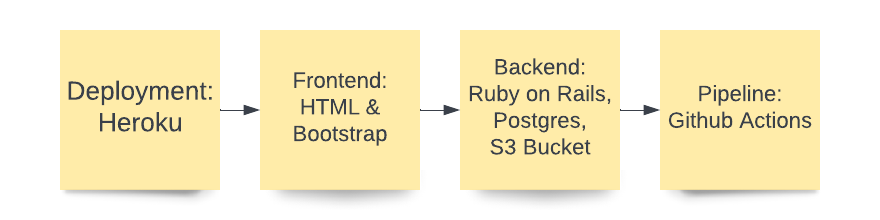 Deployment:
Heroku
Frontend:
HTML &
Bootstrap
Backend:
Ruby on Rails,
Postgres,
S3 Bucket
Pipeline:
Github Actions